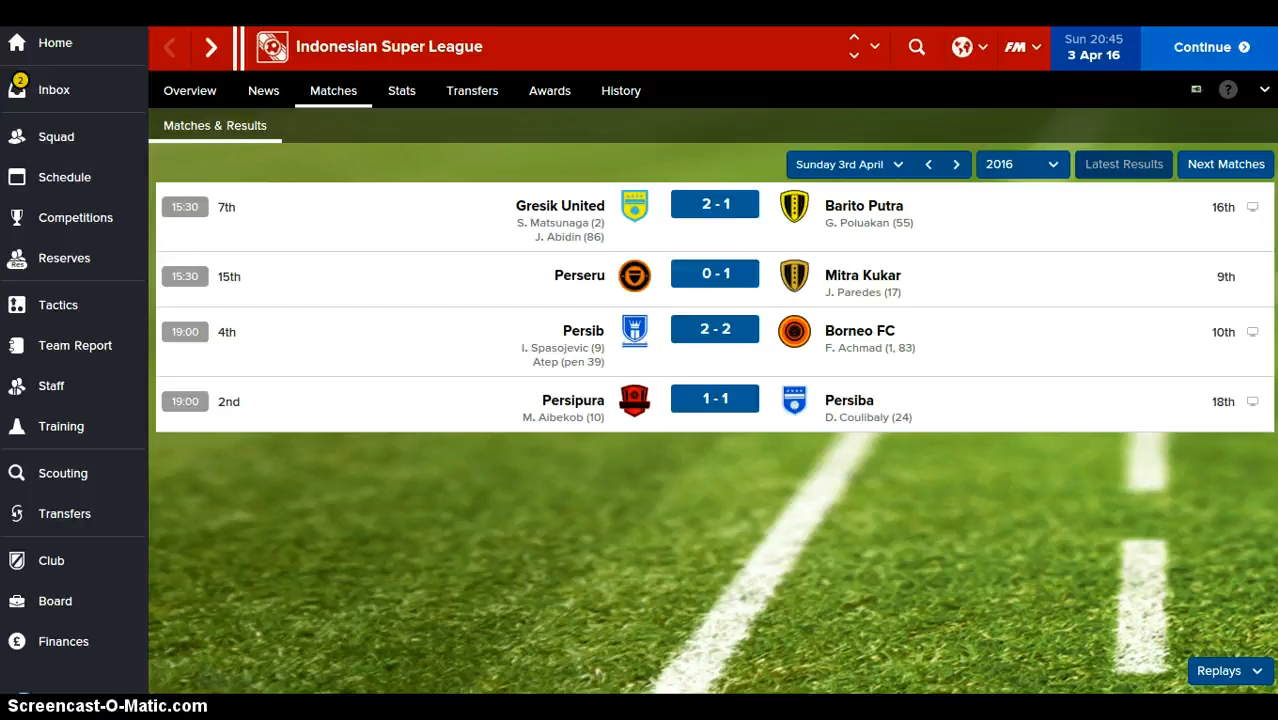 Home
Inbox
2
Squad
Schedule
Competitions
Reserves
Res
Tactics
Team Report
Staff
Training
Scouting
Transfers
Club
Board
Finances
Indonesian Super League
FM
Sun 20:45
3 Apr 16
Continue
Overview News Matches Stats Transfers Awards History
?
Matches & Results
Sunday 3rd April
2016
Latest Results
Next Matches
15:30 7th Gresik United 2 - 1 Barito Putra 16th
S. Matsunaga (2) G. Poluakan (55)
J. Abidin (86)
15:30 15th Perseru 0 - 1 Mitra Kukar 9th
J. Paredes (17)
19:00 4th Persib 2 - 2 Borneo FC 10th
I. Spasojevic (9) F. Achmad (1, 83)
Atep (pen 39)
19:00 2nd Persipura 1 - 1 Persiba 18th
M. Aibekob (10) D. Coulibaly (24)
Replays
Screencast-O-Matic.com